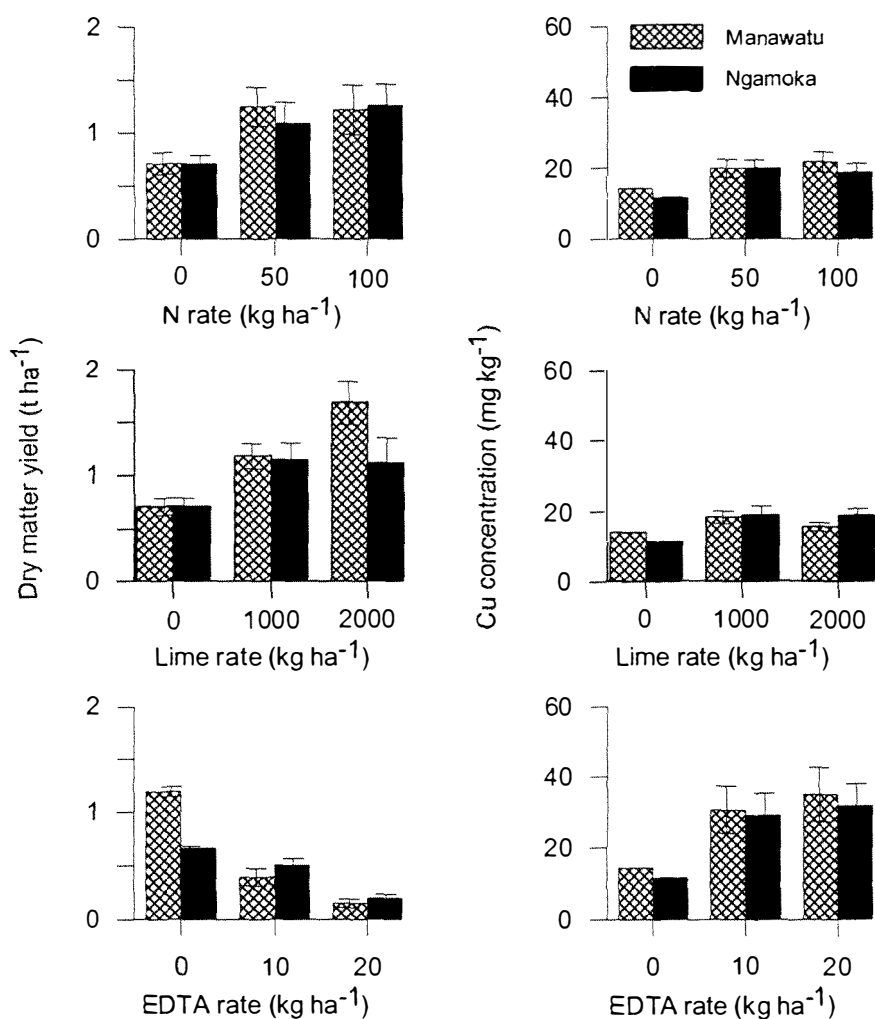 Manawatu
Ngamoka
Dry matter yield (t ha-1)
2
1
0
0 50 100
N rate (kg ha-1)
2
1
0
0 1000 2000
Lime rate (kg ha-1)
2
1
0
0 10 20
EDTA rate (kg ha-1)
Cu concentration (mg kg-1)
60
40
20
0
0 50 100
N rate (kg ha-1)
60
40
20
0
0 1000 2000
Lime rate (kg ha-1)
60
40
20
0
0 10 20
EDTA rate (kg ha-1)